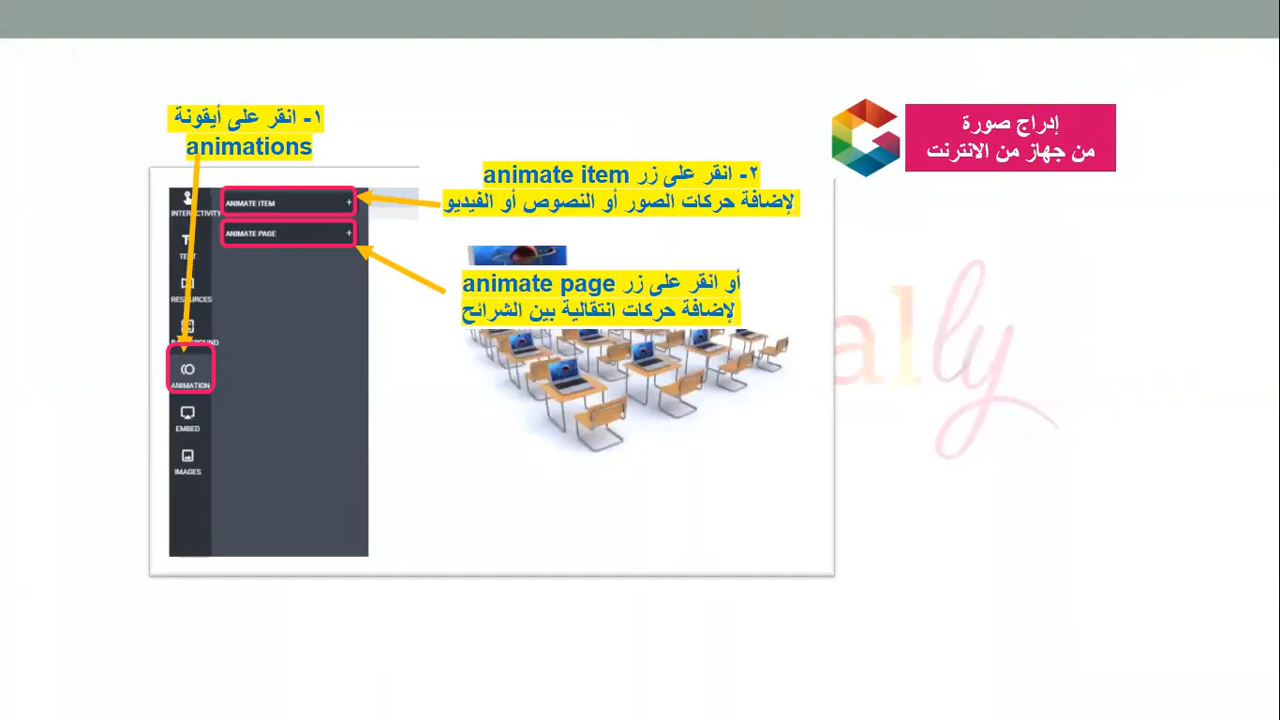 إدراج صورة
من جهاز من الانترنت
١- انقر على أيقونة
animations
٢- انقر على زر animate item
لإضافة حركات الصور أو النصوص أو الفيديو
أو انقر على زر animate page
لإضافة حركات انتقالية بين الشرائح
INTERACTIVITY
ANIMATE ITEM +
ANIMATE PAGE +
TEXT
RESOURCES
BACKGROUND
ANIMATION
EMBED
IMAGES
ally